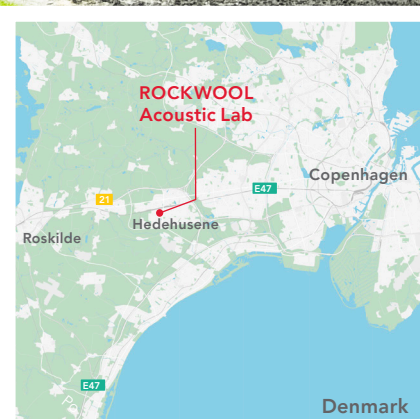 ROCKWOOL
Acoustic Lab
Copenhagen
E47
21
Hedehusene
Roskilde
E47
Denmark